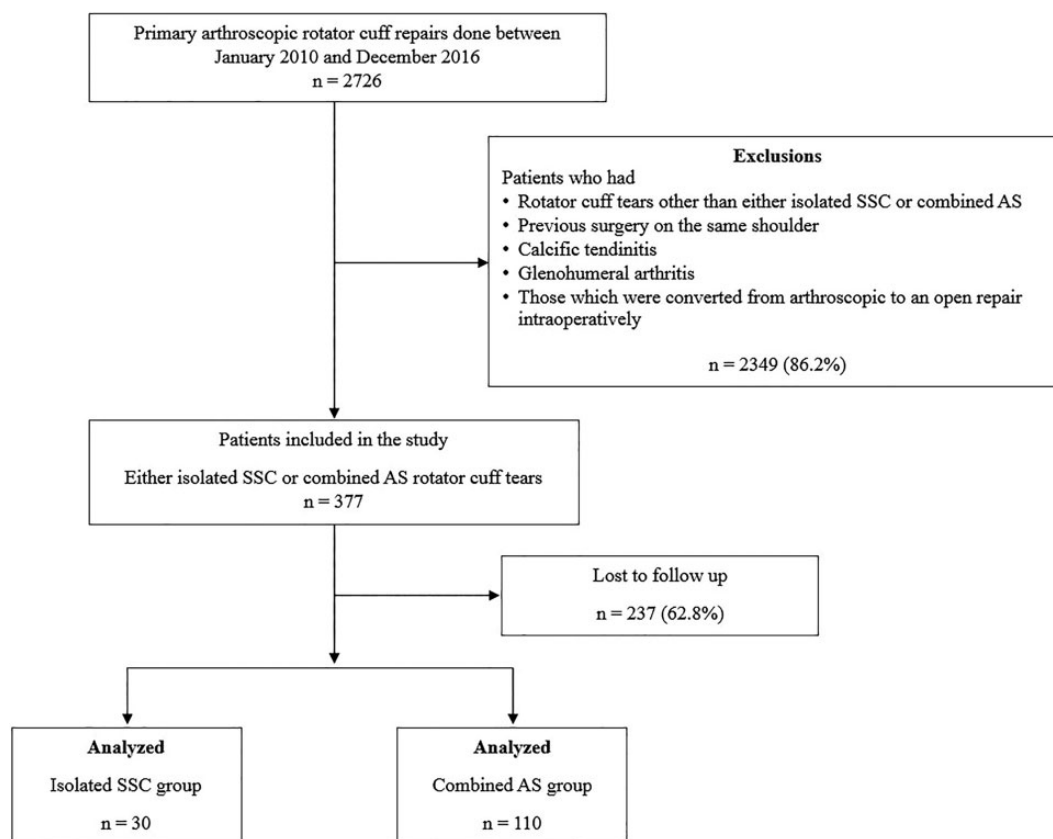 Primary arthroscopic rotator cuff repairs done between
January 2010 and December 2016
n = 2726
Exclusions
Patients who had
• Rotator cuff tears other than either isolated SSC or combined AS
• Previous surgery on the same shoulder
• Calcific tendinitis
• Glenohumeral arthritis
• Those which were converted from arthroscopic to an open repair
intraoperatively
n = 2349 (86.2%)
Patients included in the study
Either isolated SSC or combined AS rotator cuff tears
n = 377
Lost to follow up
n = 237 (62.8%)
Analyzed
Isolated SSC group
n = 30
Analyzed
Combined AS group
n = 110